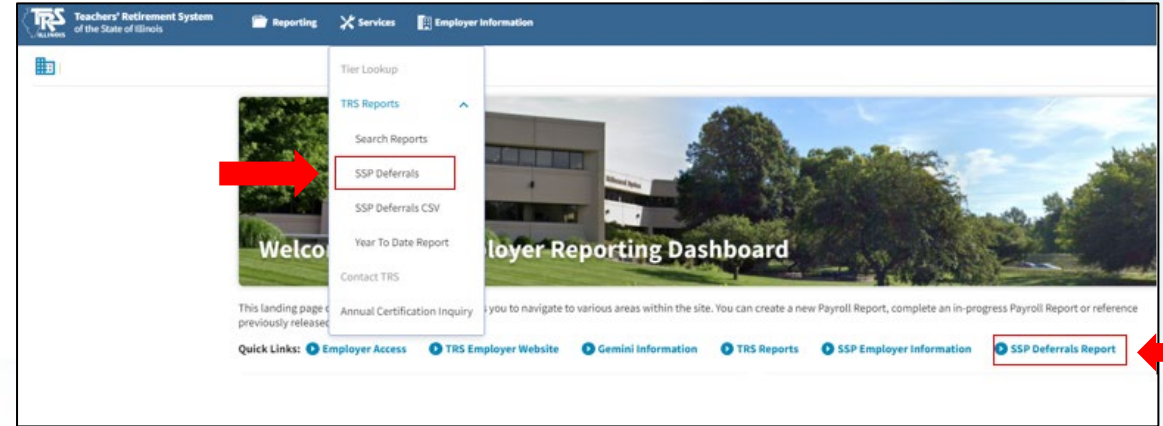 TRS
ILLINOIS
Teachers' Retirement System
of the State of Illinois
Reporting
Services
Employer Information
Tier Lookup
TRS Reports
Search Reports
SSP Deferrals
SSP Deferrals CSV
Year To Date Report
Contact TRS
Annual Certification Inquiry
Welco loyer Reporting Dashboard
This landing page you to navigate to various areas within the site. You can create a new Payroll Report, complete an in-progress Payroll Report or reference
previously released
Quick Links: Employer Access TRS Employer Website Gemini Information TRS Reports SSP Employer Information SSP Deferrals Report